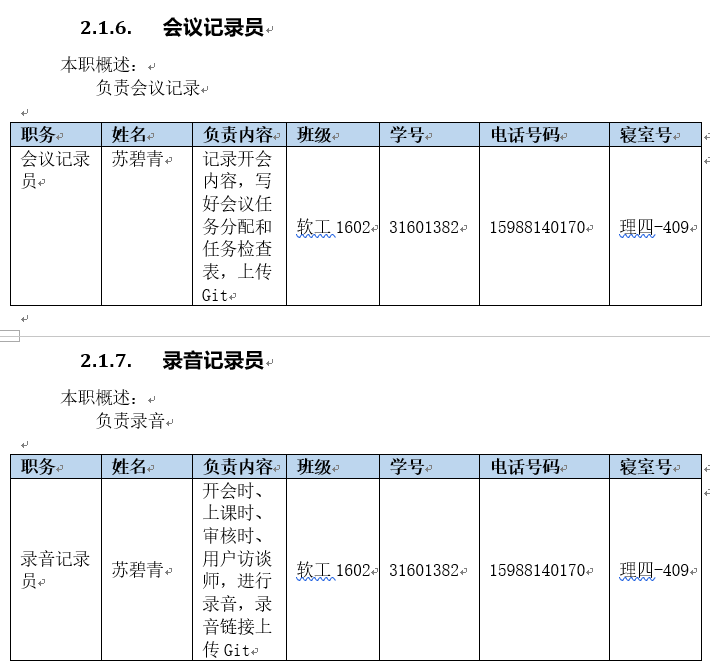 2.1.6. 会议记录员
本职概述：
负责会议记录
职务 姓名 负责内容 班级 学号 电话号码 寝室号
会议记录
员
苏碧青
记录开会
内容，写
好会议任
务分配和
任务检查
表，上传
Git
软工 1602
31601382
15988140170
理四-409
2.1.7. 录音记录员
本职概述：
负责录音
职务 姓名 负责内容 班级 学号 电话号码 寝室号
录音记录
员
苏碧青
开会时、
上课时、
审核时、
用户访谈
师，进行
录音，录
音链接上
传 Git
软工 1602
31601382
15988140170
理四-409